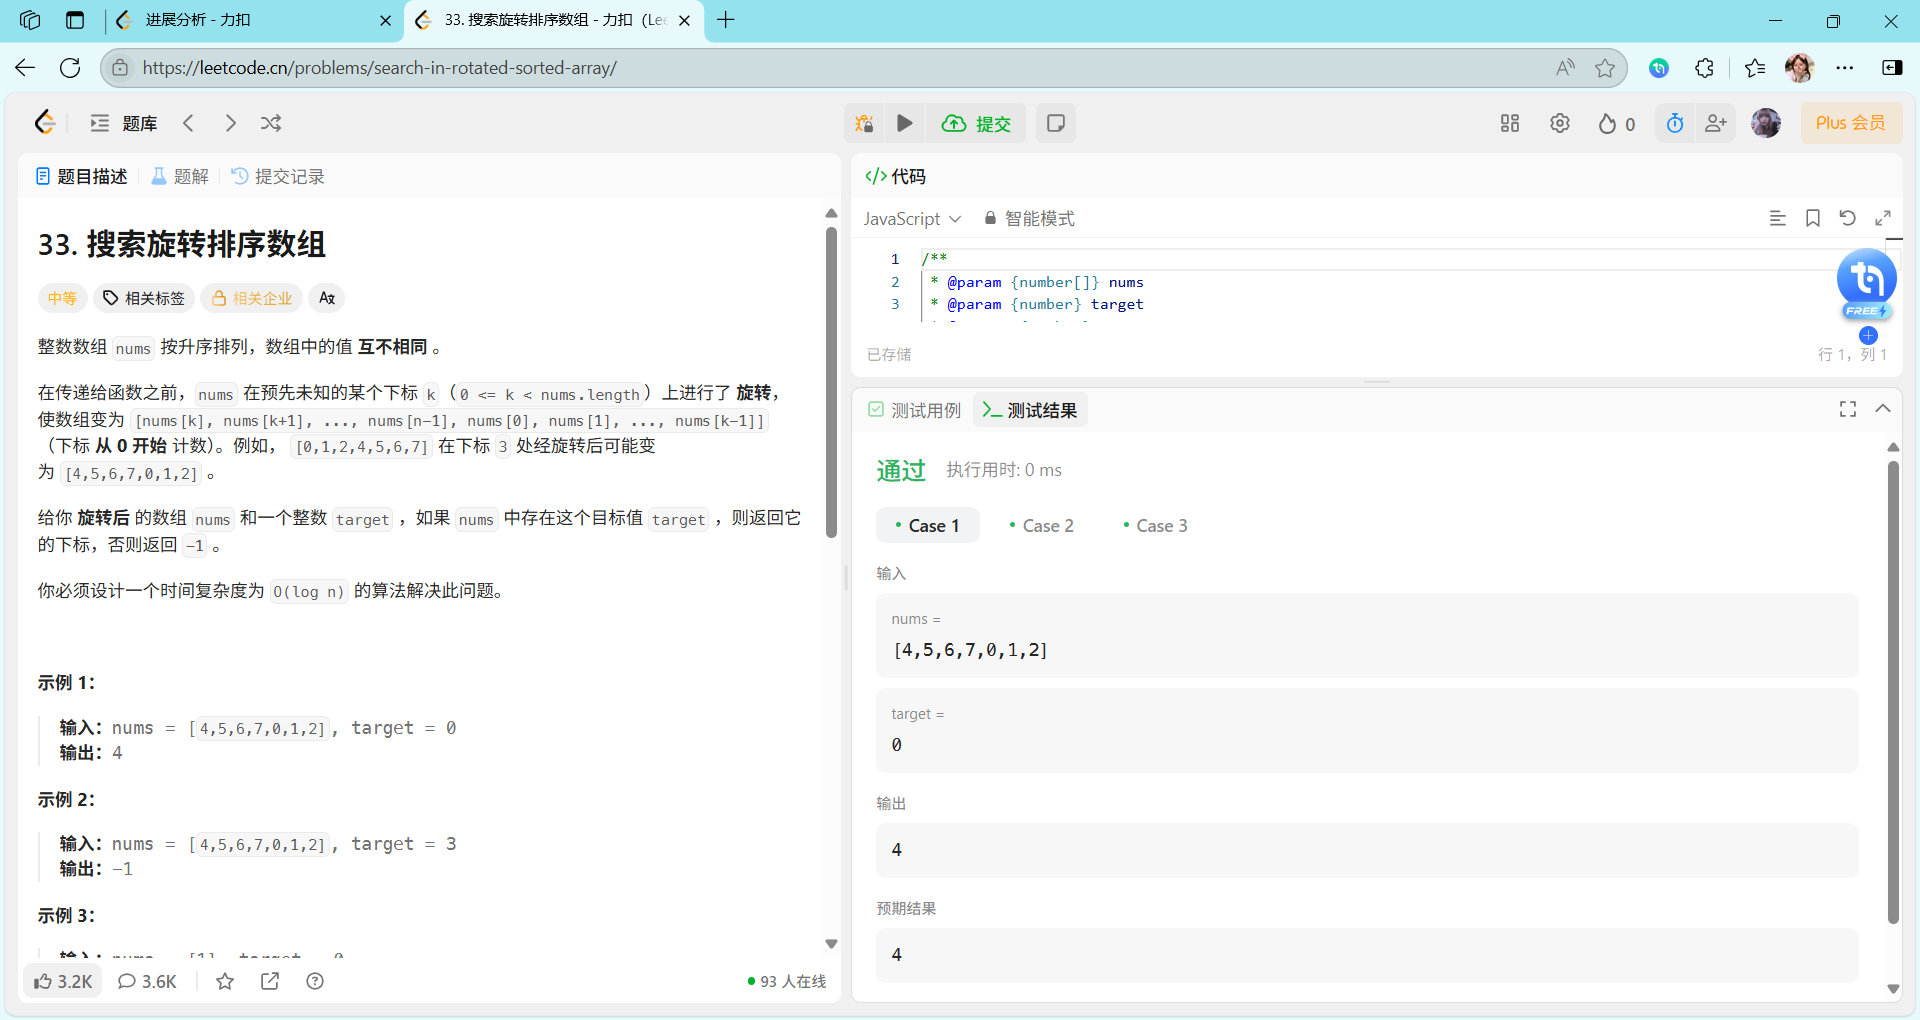 进展分析 - 力扣
33. 搜索旋转排序数组 - 力扣（Lee
https://leetcode.cn/problems/search-in-rotated-sorted-array/
题库
提交
0
Plus 会员
题目描述
题解
提交记录
33. 搜索旋转排序数组
中等
相关标签
相关企业
整数数组 nums 按升序排列，数组中的值 互不相同 。
在传递给函数之前，nums 在预先未知的某个下标 k（0 <= k < nums.length）上进行了 旋转，
使数组变为 [nums[k], nums[k+1], ..., nums[n-1], nums[0], nums[1], ..., nums[k-1]]
（下标 从 0 开始 计数）。例如， [0,1,2,4,5,6,7] 在下标 3 处经旋转后可能变
为 [4,5,6,7,0,1,2] 。
给你 旋转后 的数组 nums 和一个整数 target ，如果 nums 中存在这个目标值 target ，则返回它
的下标，否则返回 -1 。
你必须设计一个时间复杂度为 O(log n) 的算法解决此问题。
示例 1：
输入：nums = [4,5,6,7,0,1,2], target = 0
输出：4
示例 2：
输入：nums = [4,5,6,7,0,1,2], target = 3
输出：-1
示例 3：
3.2K
3.6K
93 人在线
代码
JavaScript
智能模式
1 /**
2 * @param {number[]} nums
3 * @param {number} target
FREE
已存储
行 1，列 1
测试用例
测试结果
通过
执行用时: 0 ms
Case 1
Case 2
Case 3
输入
nums =
[4,5,6,7,0,1,2]
target =
0
输出
4
预期结果
4